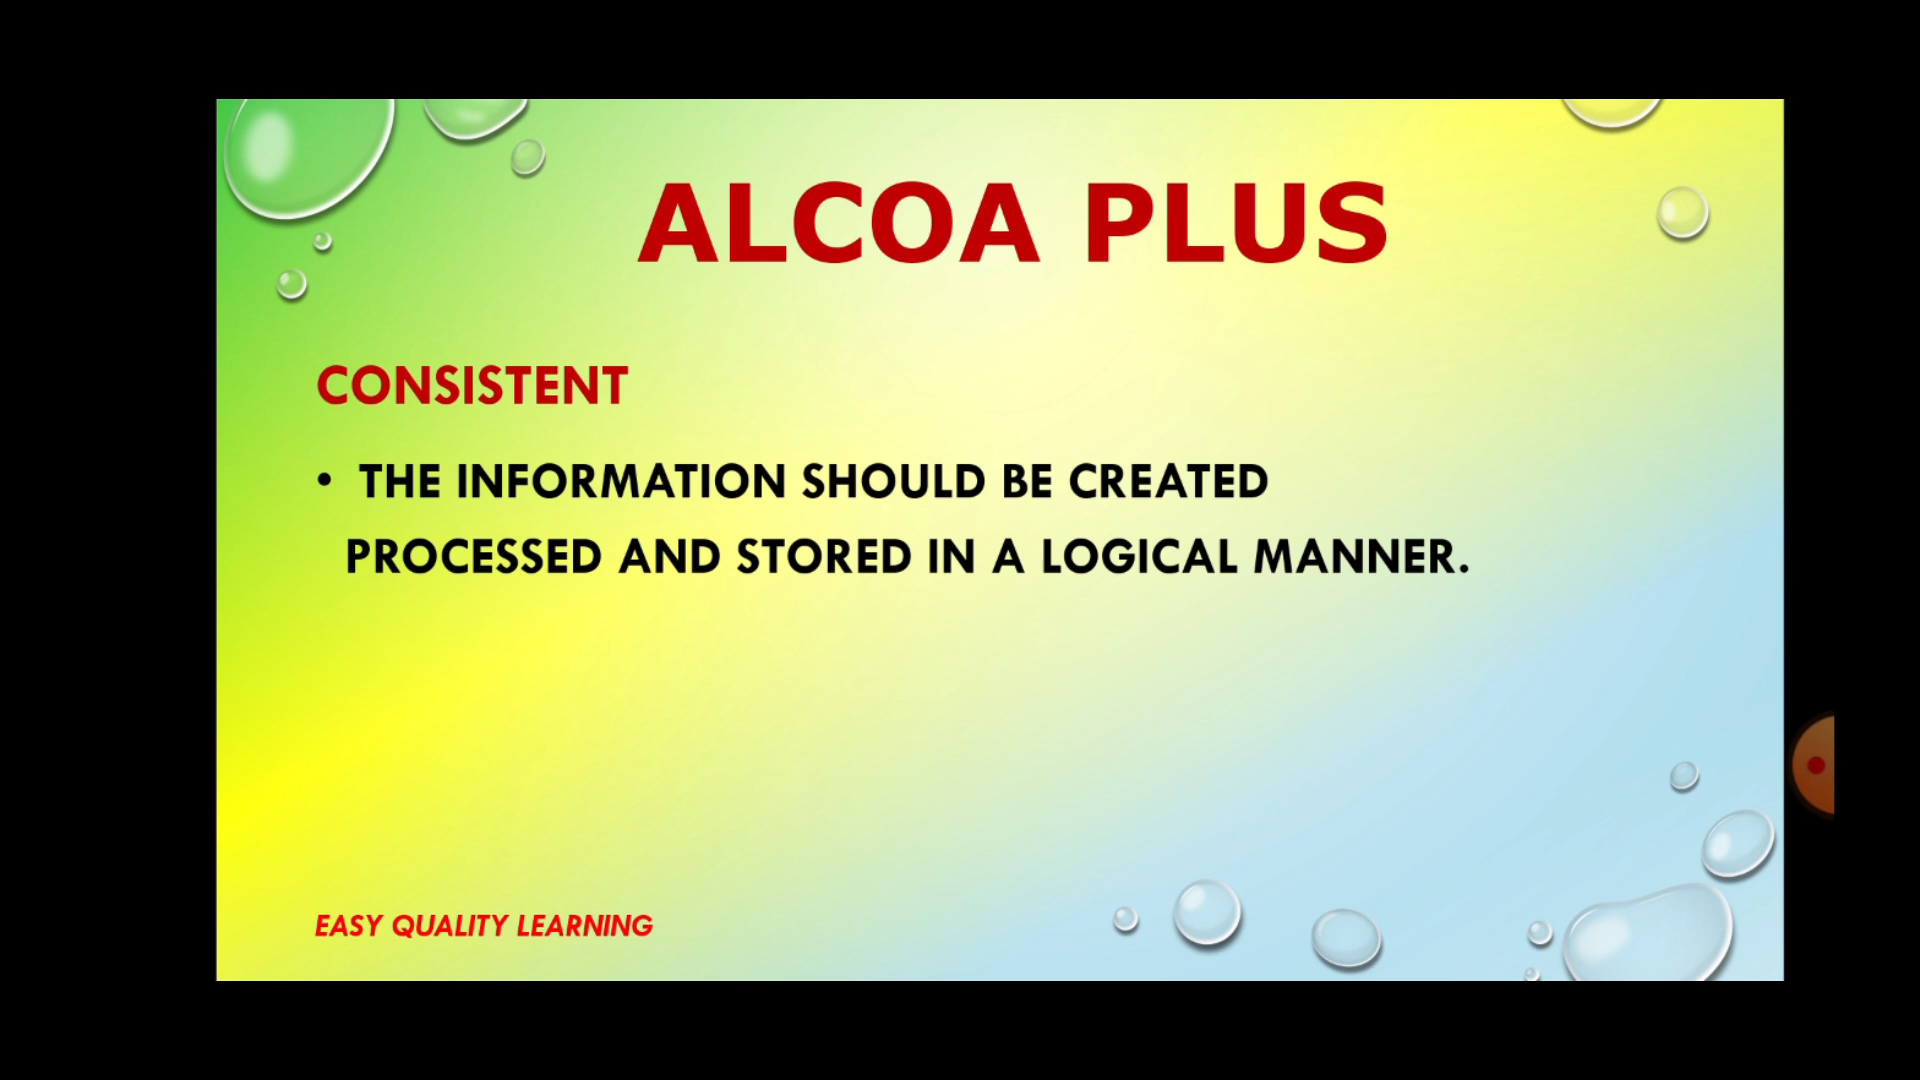 ALCOA PLUS
CONSISTENT
• THE INFORMATION SHOULD BE CREATED
PROCESSED AND STORED IN A LOGICAL MANNER.
EASY QUALITY LEARNING